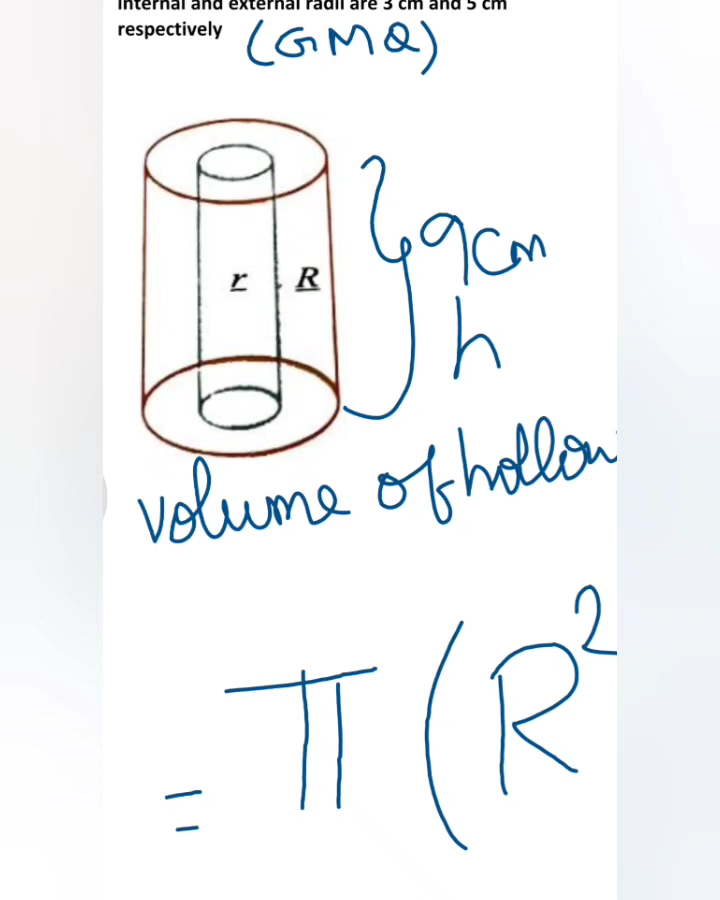 internal and external radii are 3 cm and 5 cm
respectively (GMQ)
9cm
r R
h
volume of hollow
= π (R²